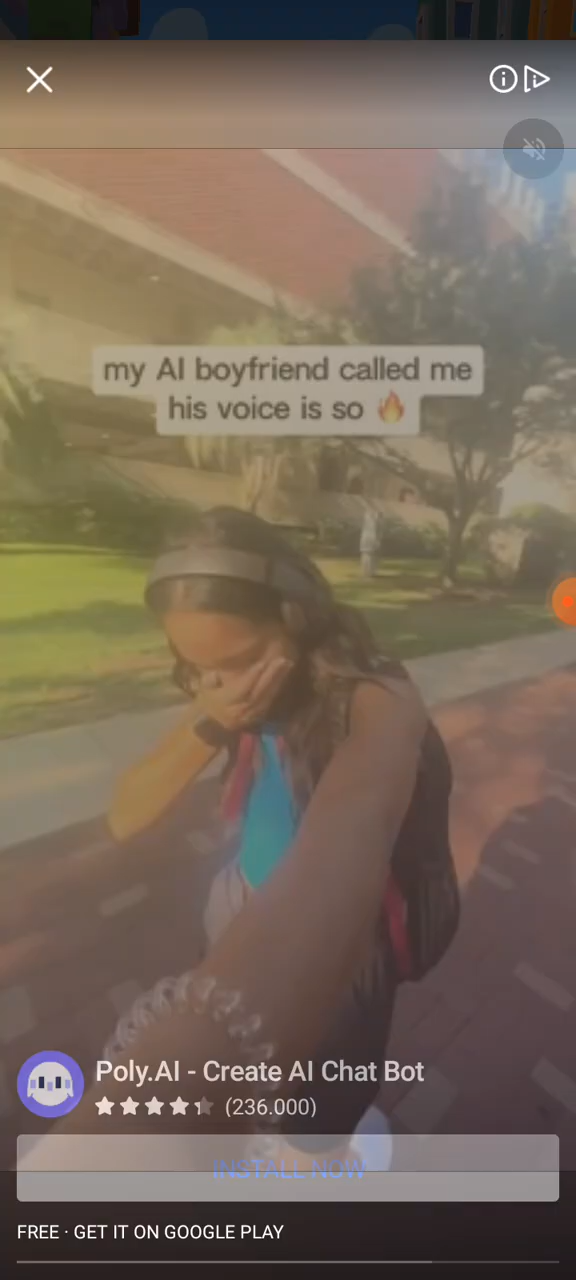 my AI boyfriend called me
his voice is so 🔥
Poly.AI - Create AI Chat Bot
(236.000)
INSTALL NOW
FREE · GET IT ON GOOGLE PLAY